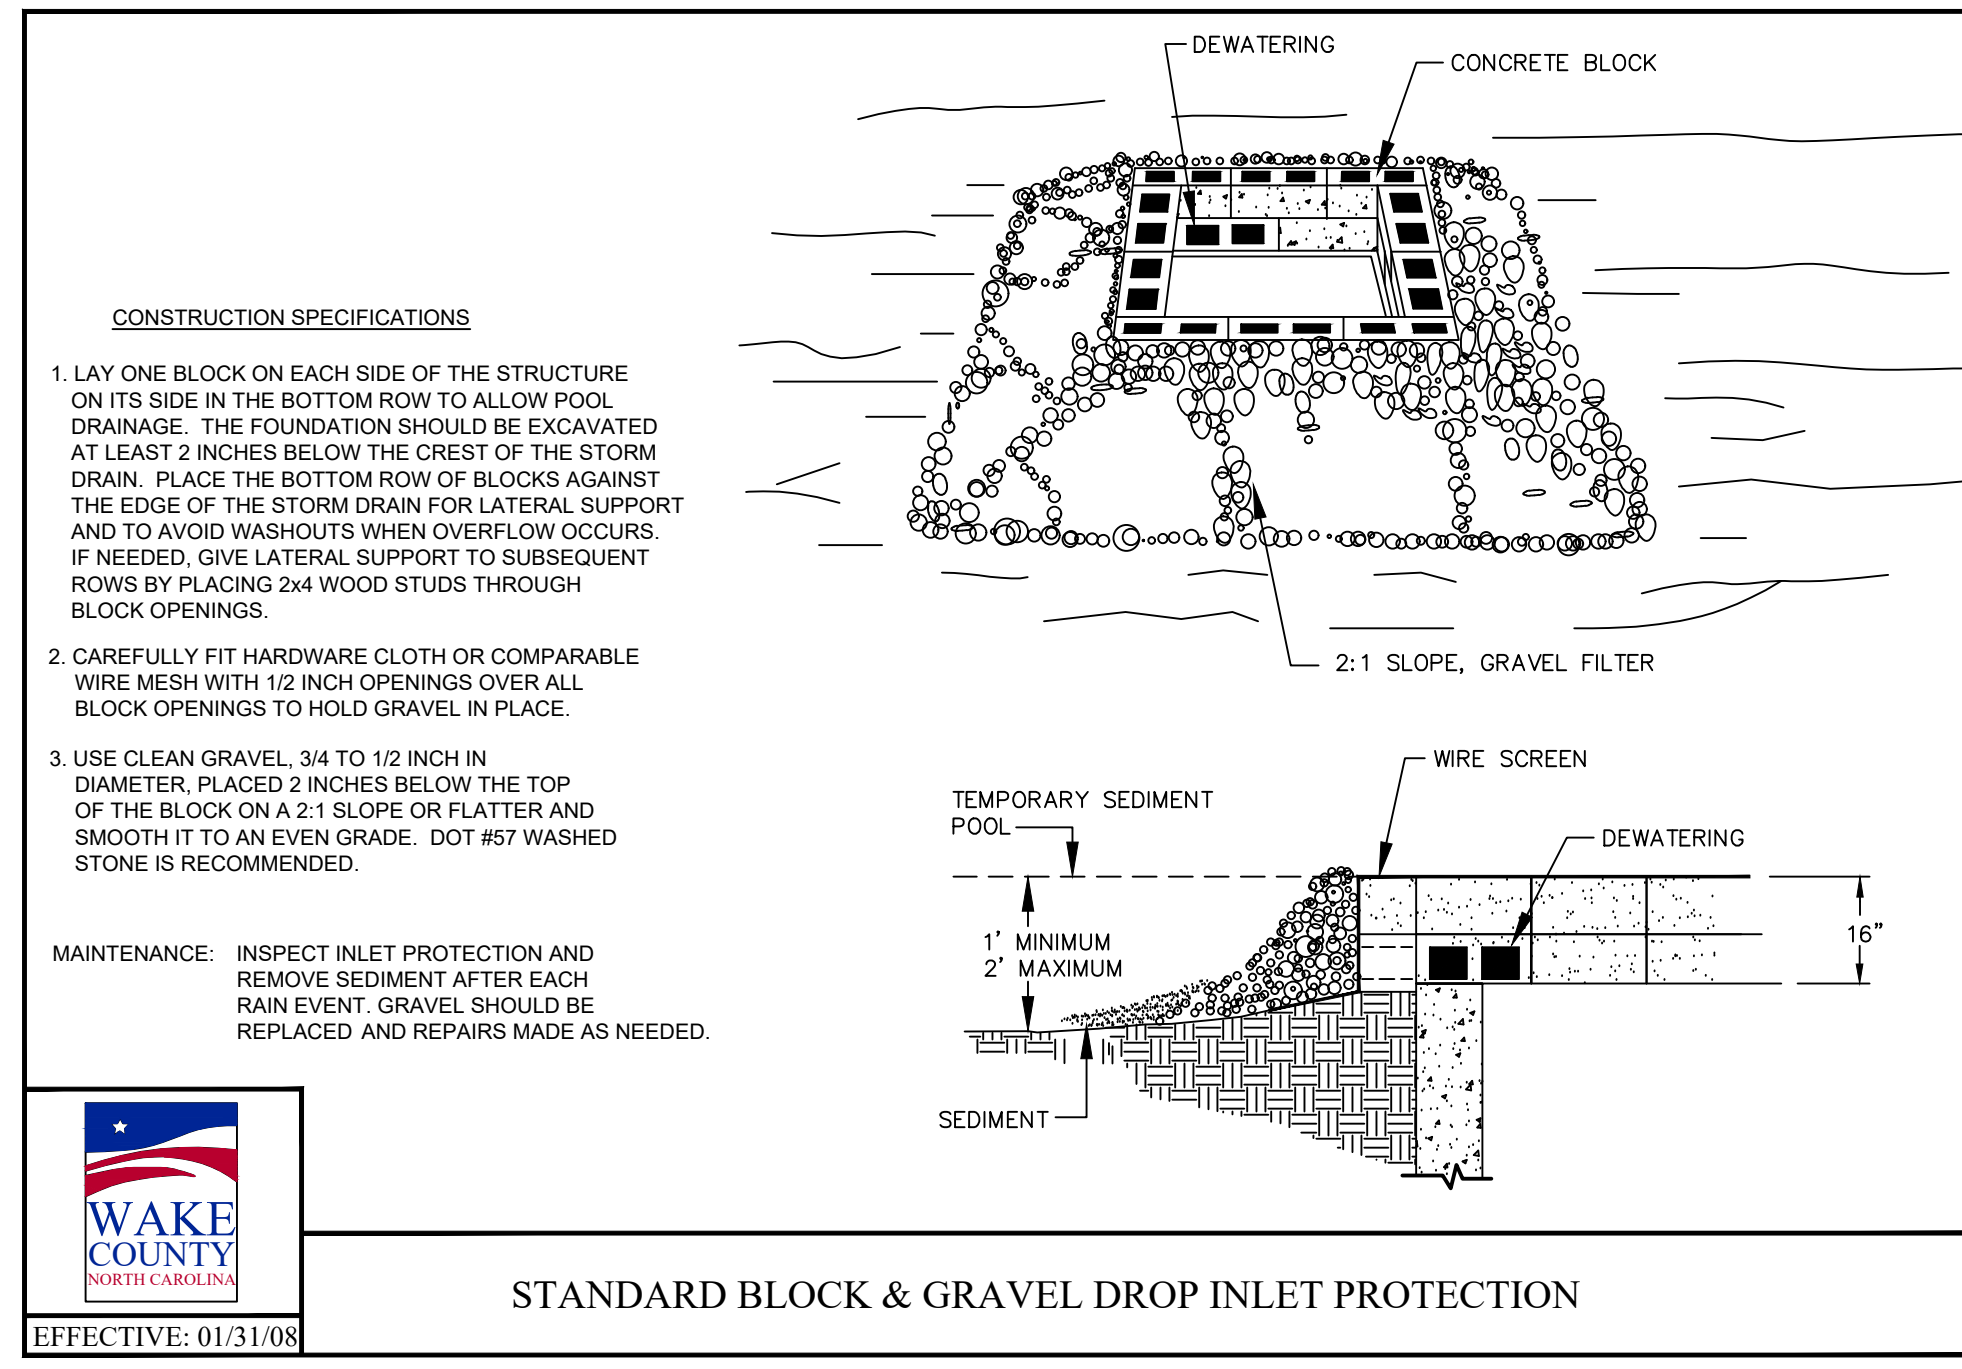 DEWATERING
CONCRETE BLOCK
CONSTRUCTION SPECIFICATIONS
1. LAY ONE BLOCK ON EACH SIDE OF THE STRUCTURE
ON ITS SIDE IN THE BOTTOM ROW TO ALLOW POOL
DRAINAGE. THE FOUNDATION SHOULD BE EXCAVATED
AT LEAST 2 INCHES BELOW THE CREST OF THE STORM
DRAIN. PLACE THE BOTTOM ROW OF BLOCKS AGAINST
THE EDGE OF THE STORM DRAIN FOR LATERAL SUPPORT
AND TO AVOID WASHOUTS WHEN OVERFLOW OCCURS.
IF NEEDED, GIVE LATERAL SUPPORT TO SUBSEQUENT
ROWS BY PLACING 2x4 WOOD STUDS THROUGH
BLOCK OPENINGS.
2. CAREFULLY FIT HARDWARE CLOTH OR COMPARABLE
WIRE MESH WITH 1/2 INCH OPENINGS OVER ALL
BLOCK OPENINGS TO HOLD GRAVEL IN PLACE.
3. USE CLEAN GRAVEL, 3/4 TO 1/2 INCH IN
DIAMETER, PLACED 2 INCHES BELOW THE TOP
OF THE BLOCK ON A 2:1 SLOPE OR FLATTER AND
SMOOTH IT TO AN EVEN GRADE. DOT #57 WASHED
STONE IS RECOMMENDED.
MAINTENANCE: INSPECT INLET PROTECTION AND
REMOVE SEDIMENT AFTER EACH
RAIN EVENT. GRAVEL SHOULD BE
REPLACED AND REPAIRS MADE AS NEEDED.
2:1 SLOPE, GRAVEL FILTER
WIRE SCREEN
TEMPORARY SEDIMENT
POOL
DEWATERING
1' MINIMUM
2' MAXIMUM
16"
SEDIMENT
WAKE
COUNTY
NORTH CAROLINA
EFFECTIVE: 01/31/08
STANDARD BLOCK & GRAVEL DROP INLET PROTECTION